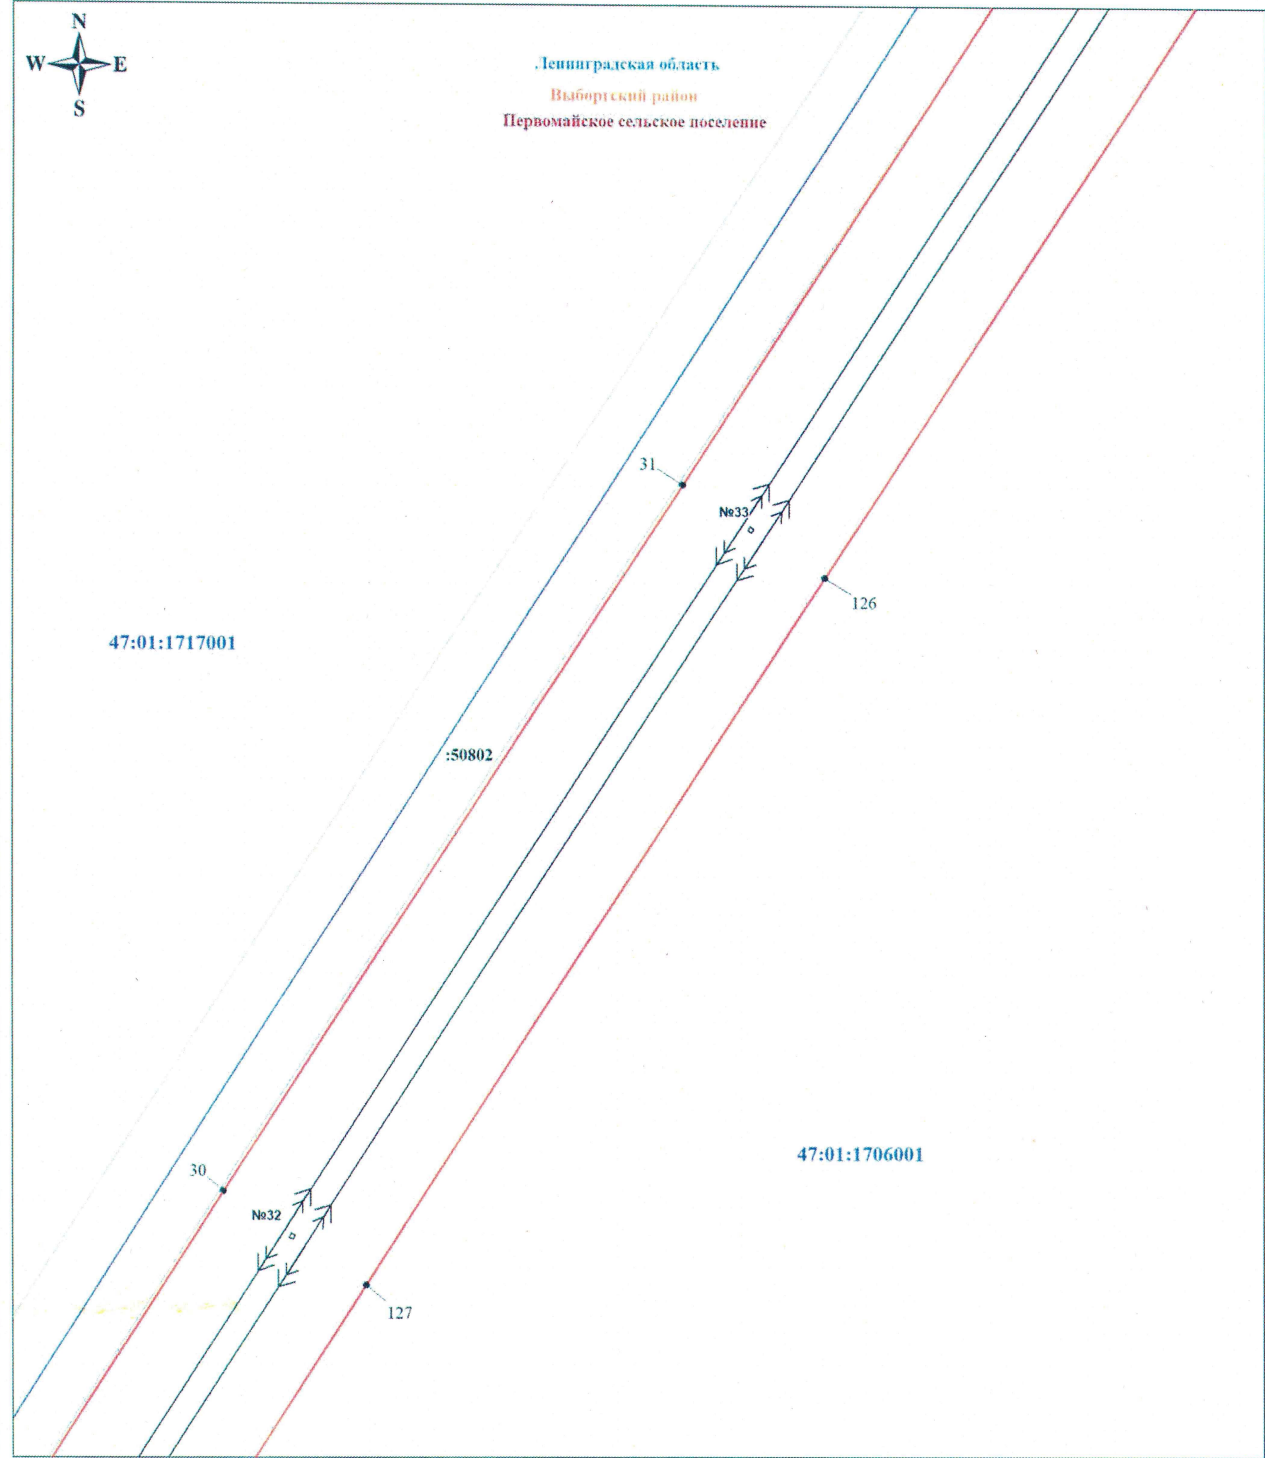 N
W E
S
Ленинградская область
Выборгский район
Первомайское сельское поселение
31
№33
126
47:01:1717001
:50802
47:01:1706001
30
№32
127